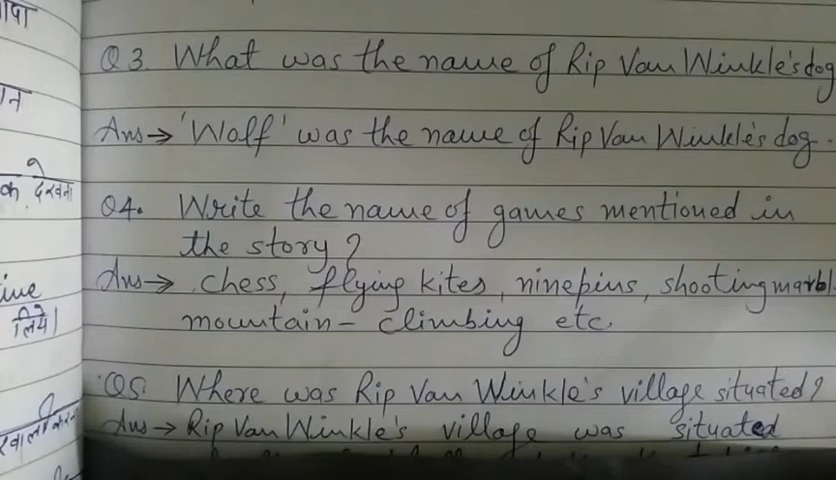 Q3. What was the name of Rip Van Winkle's dog
Ans→ 'Wolf' was the name of Rip Van Winkle's dog.
Q4. Write the name of games mentioned in
the story?
Ans→ chess, flying kites, ninepins, shooting marbl
mountain - climbing etc.
Q5. Where was Rip Van Winkle's village situated?
Ans→ Rip Van Winkle's village was situated
के देखना
लिये।